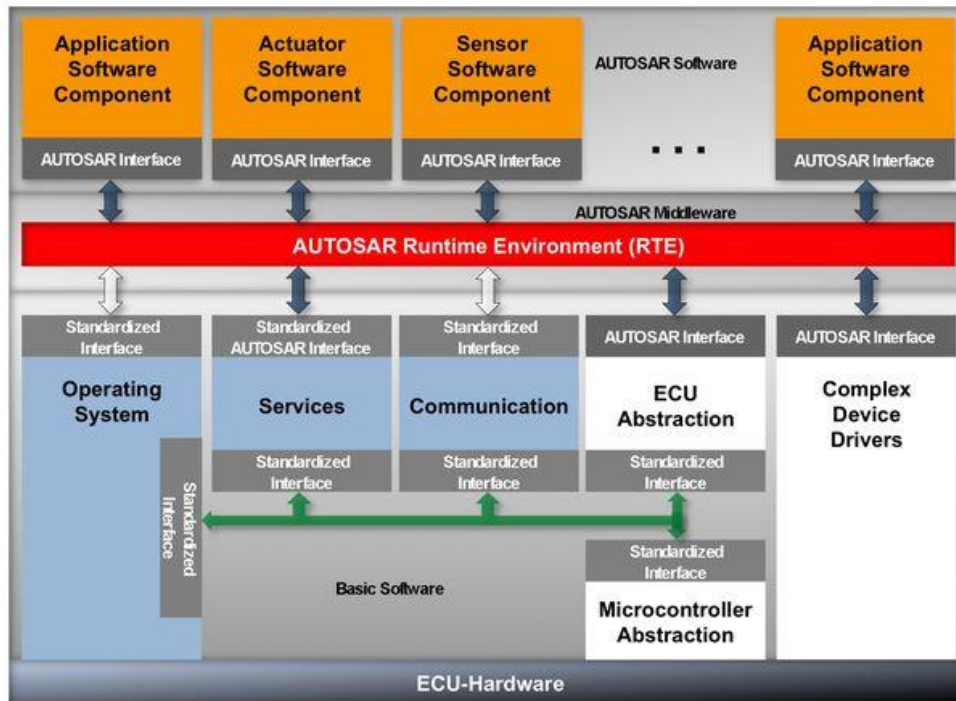 Application
Software
Component
AUTOSAR Interface
Actuator
Software
Component
AUTOSAR Interface
Sensor
Software
Component
AUTOSAR Interface
AUTOSAR Software
. . .
Application
Software
Component
AUTOSAR Interface
AUTOSAR Middleware
AUTOSAR Runtime Environment (RTE)
Standardized
Interface
Operating
System
Standardized
Interface
Standardized
AUTOSAR Interface
Services
Standardized
Interface
Standardized
Interface
Communication
Standardized
Interface
AUTOSAR Interface
ECU
Abstraction
Standardized
Interface
Standardized
Interface
Microcontroller
Abstraction
AUTOSAR Interface
Complex
Device
Drivers
Basic Software
ECU-Hardware